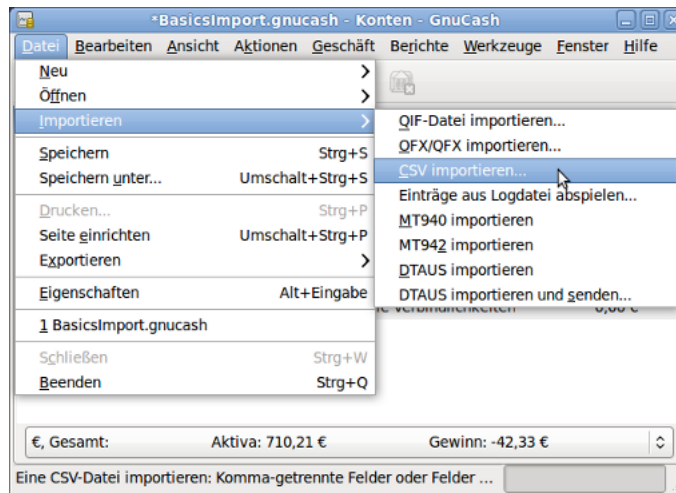 *BasicsImport.gnucash - Konten - GnuCash
Datei Bearbeiten Ansicht Aktionen Geschäft Berichte Werkzeuge Fenster Hilfe
Neu
Öffnen
Importieren
Speichern Strg+S
Speichern unter... Umschalt+Strg+S
Drucken... Strg+P
Seite einrichten Umschalt+Strg+P
Exportieren
Eigenschaften Alt+Eingabe
1 BasicsImport.gnucash
Schließen Strg+W
Beenden Strg+Q
QIF-Datei importieren...
QFX/QFX importieren...
CSV importieren...
Einträge aus Logdatei abspielen...
MT940 importieren
MT942 importieren
DTAUS importieren
DTAUS importieren und senden...
€, Gesamt: Aktiva: 710,21 € Gewinn: -42,33 €
Eine CSV-Datei importieren: Komma-getrennte Felder oder Felder ...